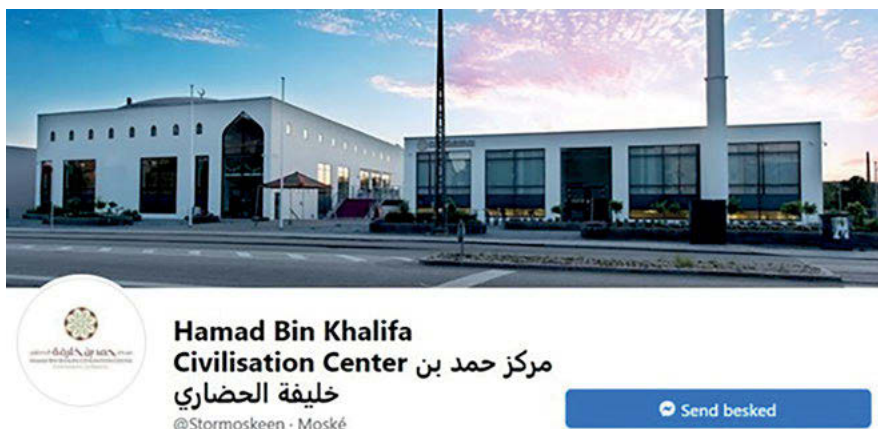 Hamad Bin Khalifa
Civilisation Center مركز حمد بن
خليفة الحضاري
@Stormoskeen · Moské
Send besked